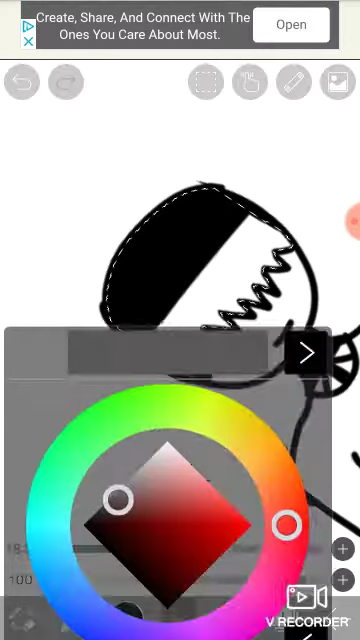 Create, Share, And Connect With The
Ones You Care About Most.
Open
100
V RECORDER